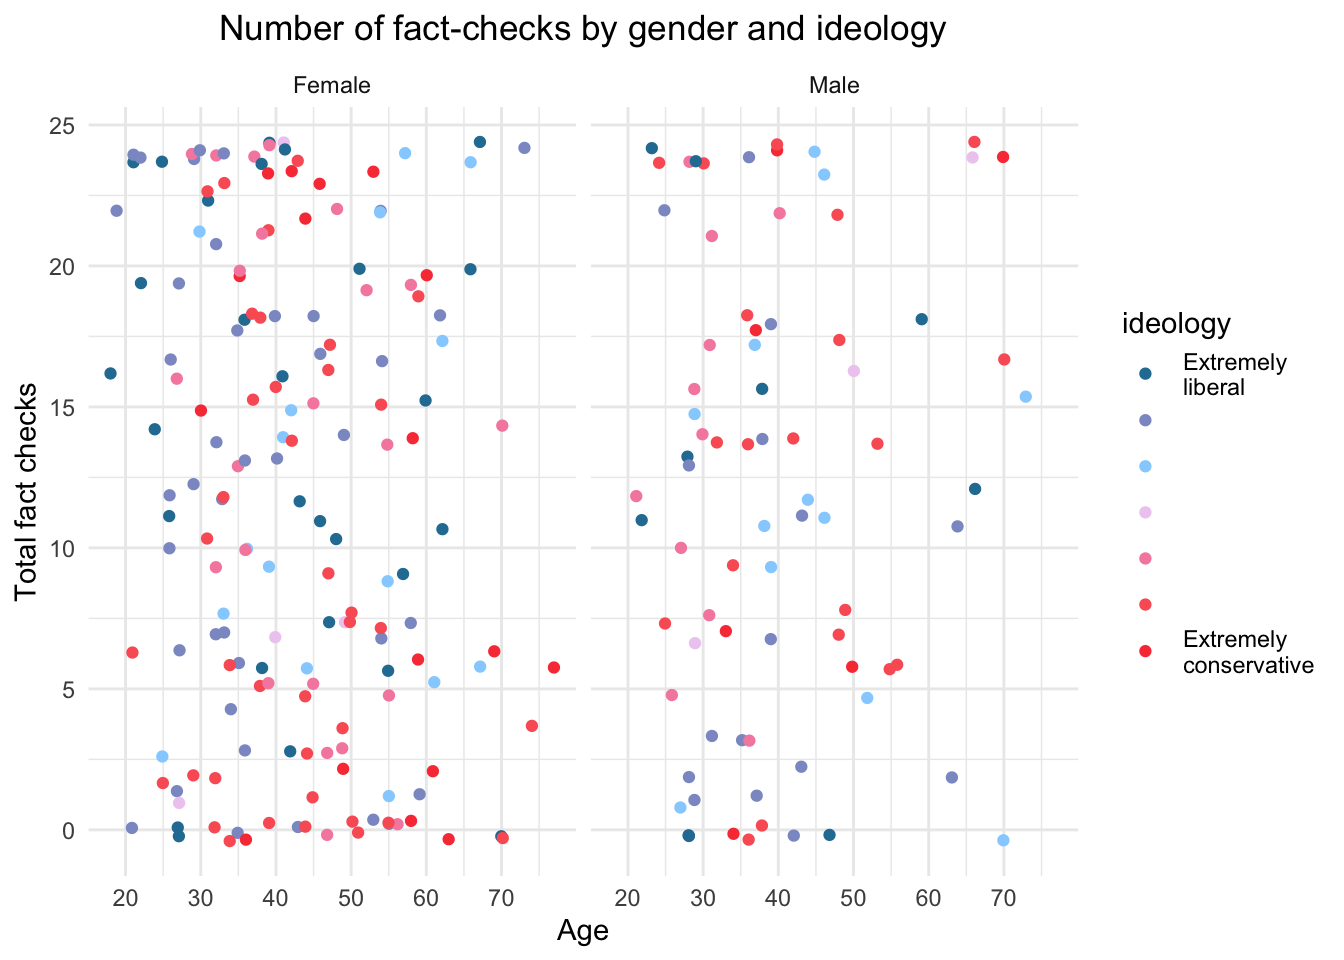 Number of fact-checks by gender and ideology
Female
Male
25
20
15
10
5
0
Total fact checks
20 30 40 50 60 70
20 30 40 50 60 70
Age
ideology
Extremely
liberal
Extremely
conservative